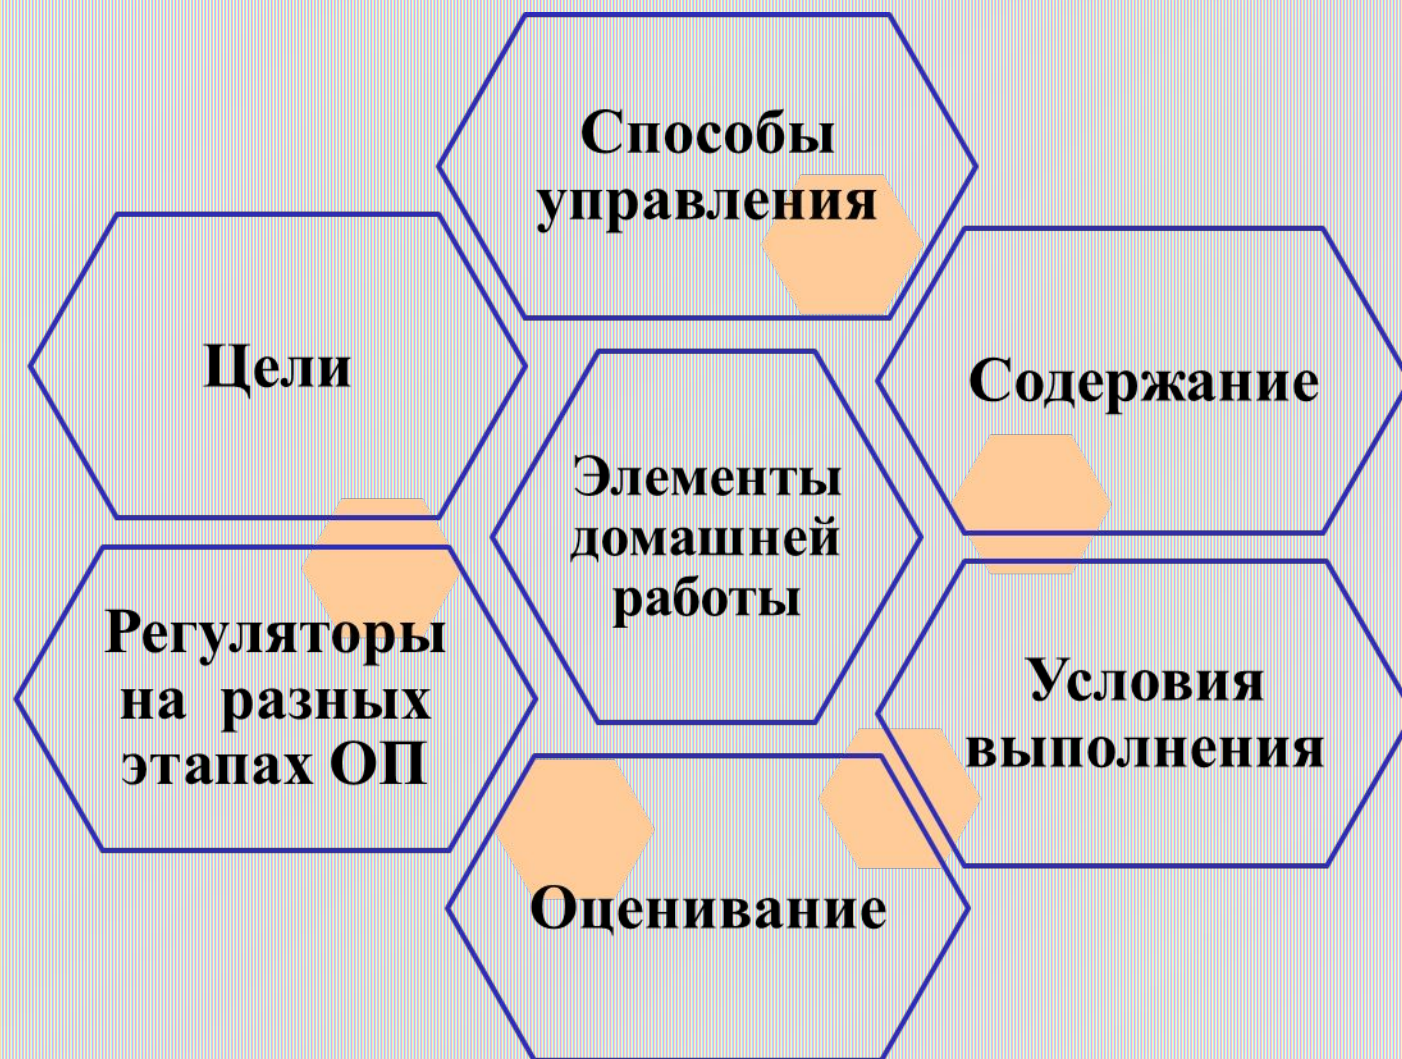 Способы
управления
Цели
Содержание
Элементы
домашней
работы
Регуляторы
на разных
этапах ОП
Условия
выполнения
Оценивание